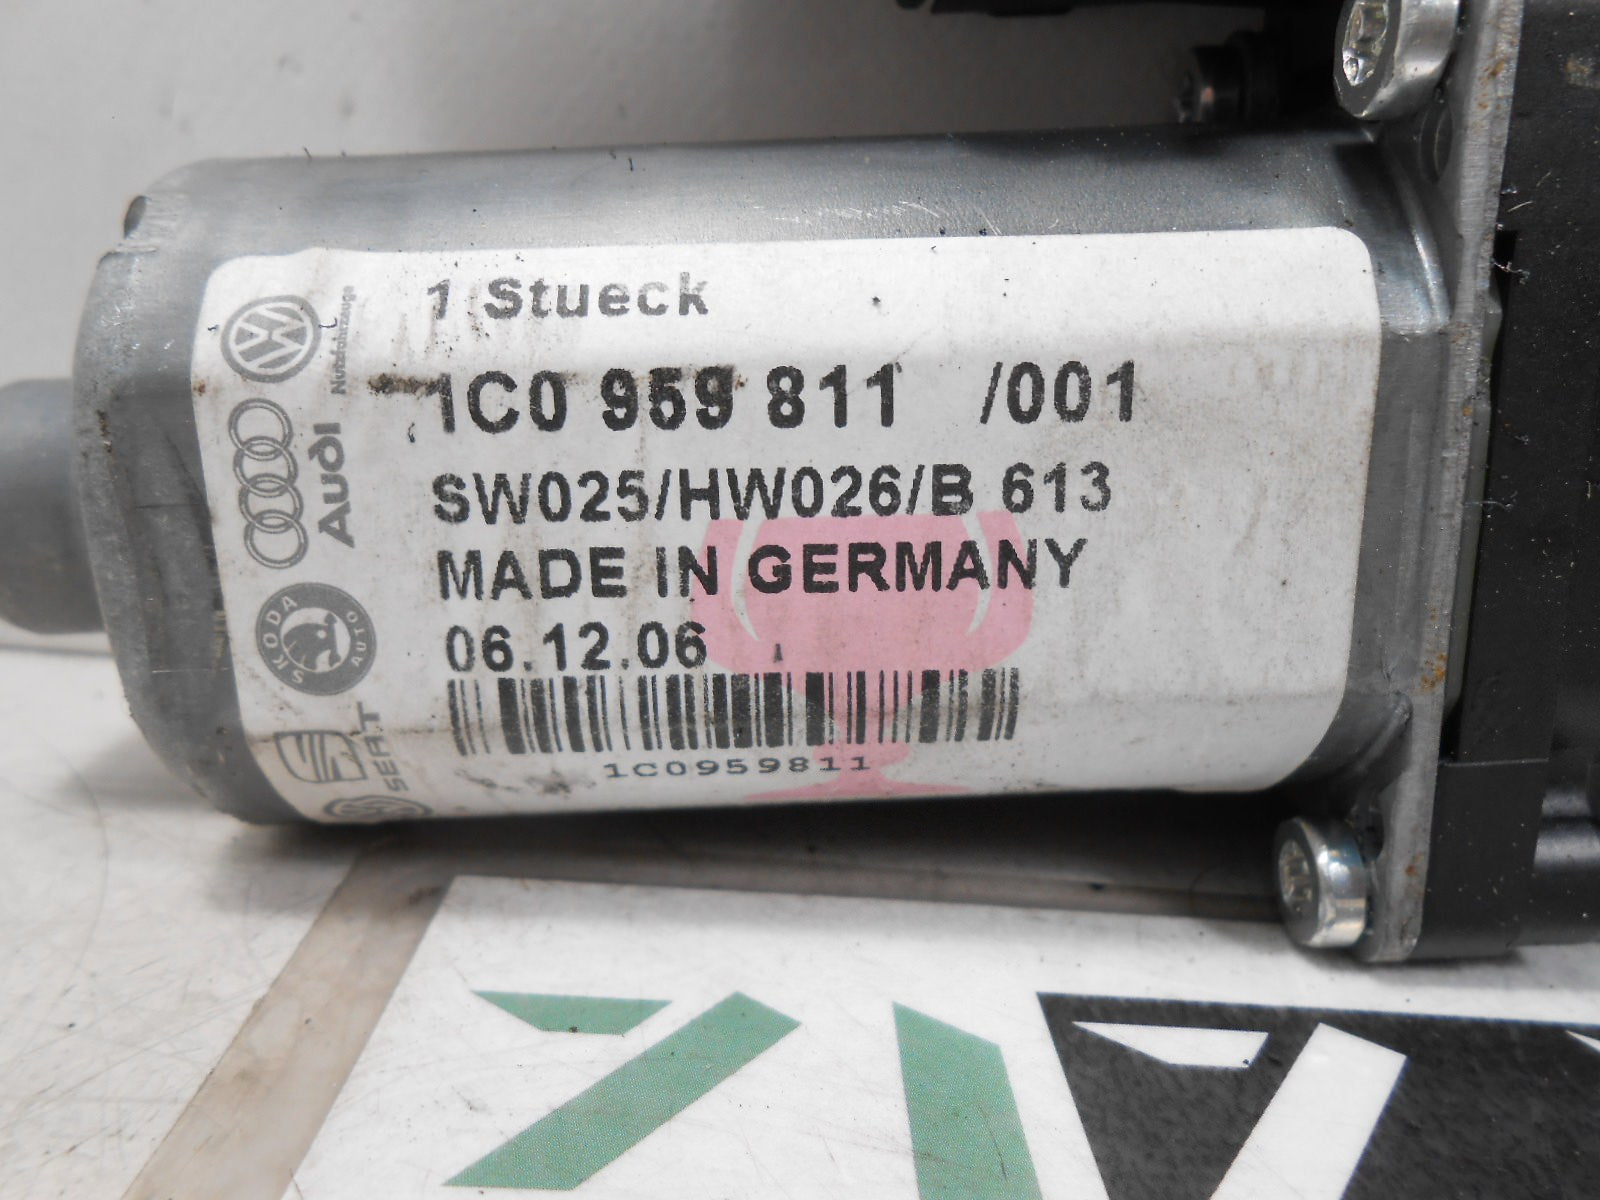 1 Stueck
1C0 959 811 /001
SW025/HW026/B 613
MADE IN GERMANY
06.12.06
1C0959811
Nutzfahrzeuge
Audi
SKODA
AUTO
SEAT